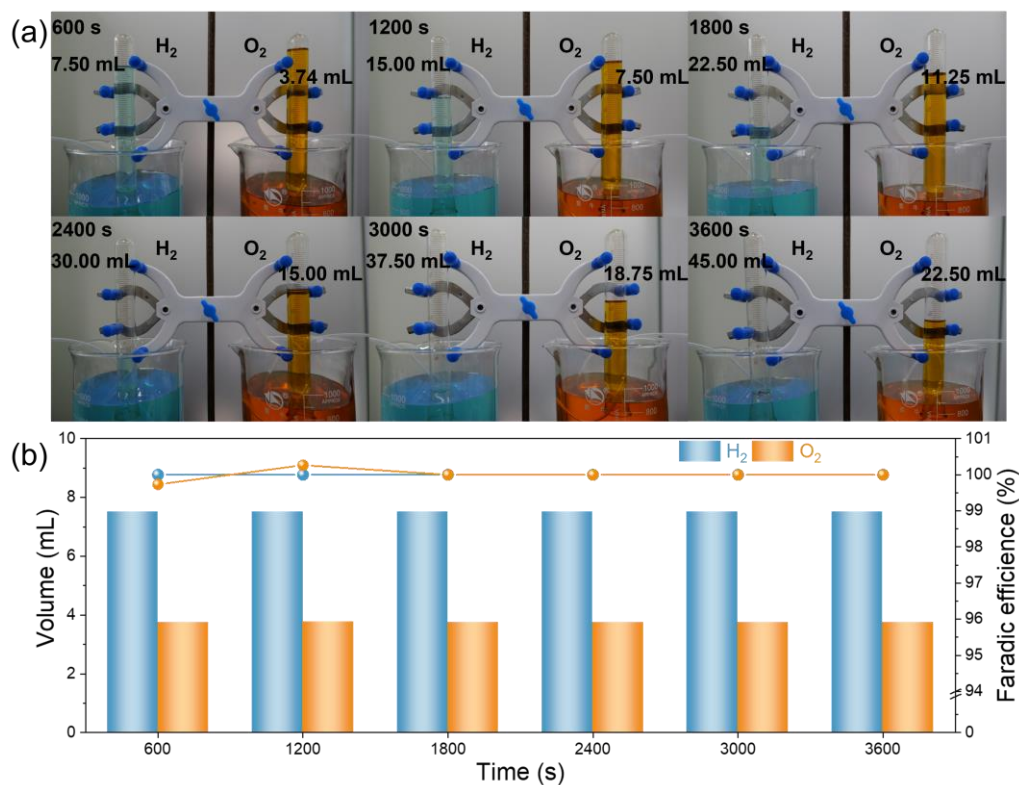 (a)
600 s
H2
O2
7.50 mL
3.74 mL
1200 s
H2
O2
15.00 mL
7.50 mL
1800 s
H2
O2
22.50 mL
11.25 mL
2400 s
H2
O2
30.00 mL
15.00 mL
3000 s
H2
O2
37.50 mL
18.75 mL
3600 s
H2
O2
45.00 mL
22.50 mL
1000
800
(b)
H2
O2
Volume (mL)
10
8
6
4
2
0
101
100
99
98
97
96
95
94
0
Faradic efficience (%)
600
1200
1800
2400
3000
3600
Time (s)